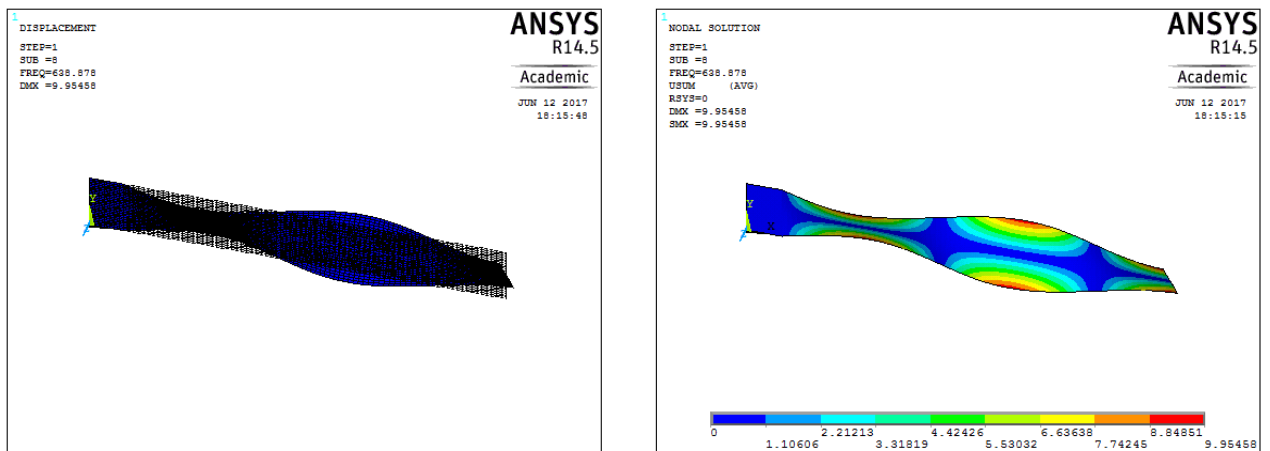 1
DISPLACEMENT
STEP=1
SUB =8
FREQ=638.878
DMX =9.95458
ANSYS
R14.5
Academic
JUN 12 2017
18:15:48
Y
1
NODAL SOLUTION
STEP=1
SUB =8
FREQ=638.878
USUM (AVG)
RSYS=0
DMX =9.95458
SMX =9.95458
ANSYS
R14.5
Academic
JUN 12 2017
18:15:15
Y
X
0 2.21213 4.42426 6.63638 8.84851
1.10606 3.31819 5.53032 7.74245 9.95458